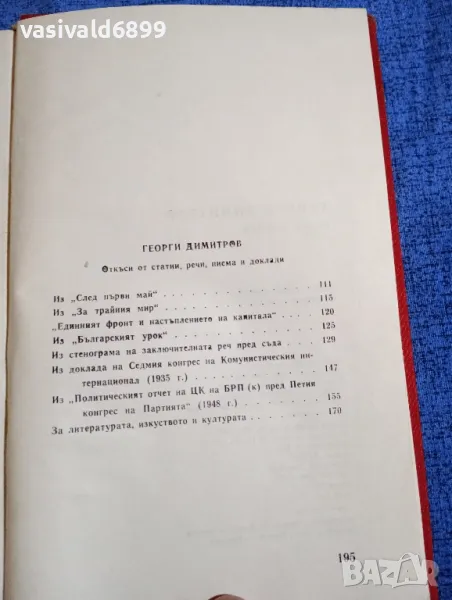 vasivald6899
ГЕОРГИ ДИМИТРОВ
Откъси от статии, речи, писма и доклади
Из „След първи май“ 111
Из „За трайния мир“ 115
„Единният фронт и настъплението на капитала“ 120
Из „Българският урок“ 125
Из стенограма на заключителната реч пред съда 129
Из доклада на Седмия конгрес на Комунистическия ин-
тернационал (1935 г.) 147
Из „Политическият отчет на ЦК на БРП (к) пред Петия
конгрес на Партията“ (1948 г.) 155
За литературата, изкуството и културата 170
195
BAZAR